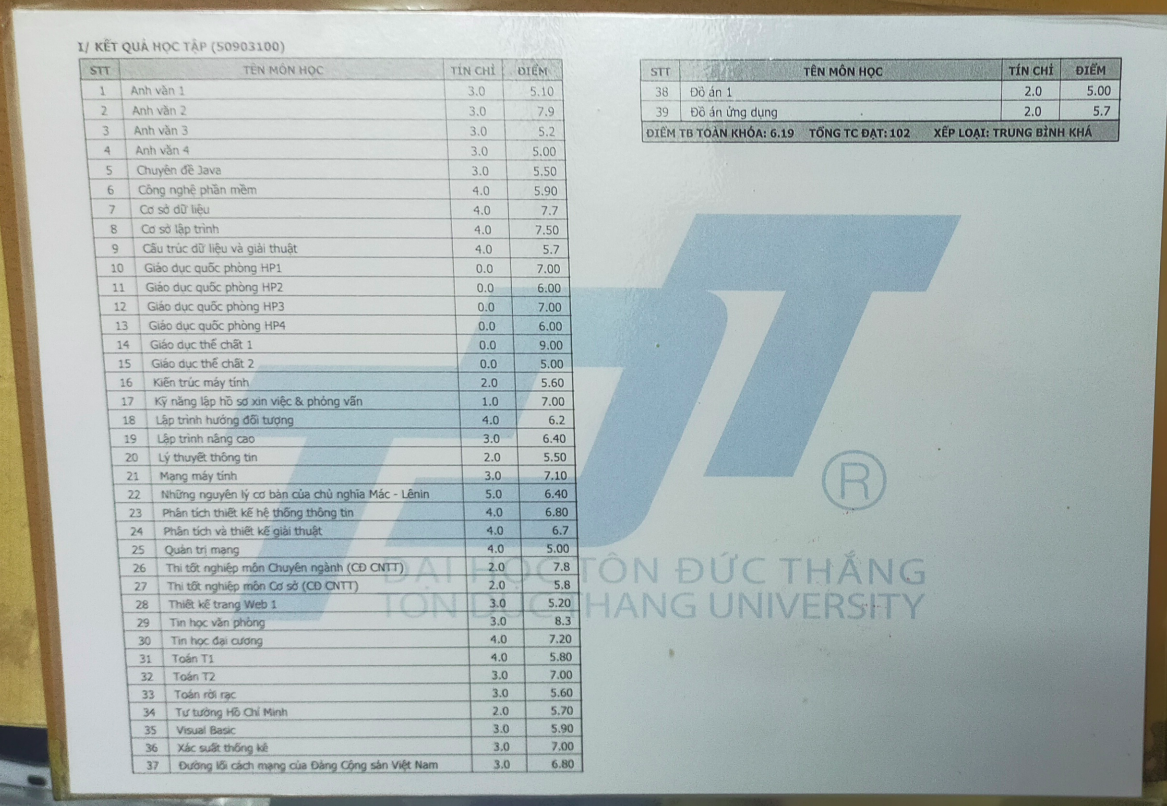 I/ KẾT QUẢ HỌC TẬP (50903100)
STT TÊN MÔN HỌC TÍN CHỈ ĐIỂM
1 Anh văn 1 3.0 5.10
2 Anh văn 2 3.0 7.9
3 Anh văn 3 3.0 5.2
4 Anh văn 4 3.0 5.00
5 Chuyên đề Java 3.0 5.50
6 Công nghệ phần mềm 4.0 5.90
7 Cơ sở dữ liệu 4.0 7.7
8 Cơ sở lập trình 4.0 7.50
9 Cấu trúc dữ liệu và giải thuật 4.0 5.7
10 Giáo dục quốc phòng HP1 0.0 7.00
11 Giáo dục quốc phòng HP2 0.0 6.00
12 Giáo dục quốc phòng HP3 0.0 7.00
13 Giáo dục quốc phòng HP4 0.0 6.00
14 Giáo dục thể chất 1 0.0 9.00
15 Giáo dục thể chất 2 0.0 5.00
16 Kiến trúc máy tính 2.0 5.60
17 Kỹ năng lập hồ sơ xin việc & phỏng vấn 1.0 7.00
18 Lập trình hướng đối tượng 4.0 6.2
19 Lập trình nâng cao 3.0 6.40
20 Lý thuyết thông tin 2.0 5.50
21 Mạng máy tính 3.0 7.10
22 Những nguyên lý cơ bản của chủ nghĩa Mác - Lênin 5.0 6.40
23 Phân tích thiết kế hệ thống thông tin 4.0 6.80
24 Phân tích và thiết kế giải thuật 4.0 6.7
25 Quản trị mạng 4.0 5.00
26 Thi tốt nghiệp môn Chuyên ngành (CĐ CNTT) 2.0 7.8
27 Thi tốt nghiệp môn Cơ sở (CĐ CNTT) 2.0 5.8
28 Thiết kế trang Web 1 3.0 5.20
29 Tin học văn phòng 3.0 8.3
30 Tin học đại cương 4.0 7.20
31 Toán T1 4.0 5.80
32 Toán T2 3.0 7.00
33 Toán rời rạc 3.0 5.60
34 Tư tưởng Hồ Chí Minh 2.0 5.70
35 Visual Basic 3.0 5.90
36 Xác suất thống kê 3.0 7.00
37 Đường lối cách mạng của Đảng Cộng sản Việt Nam 3.0 6.80
STT TÊN MÔN HỌC TÍN CHỈ ĐIỂM
38 Đồ án 1 2.0 5.00
39 Đồ án ứng dụng 2.0 5.7
ĐIỂM TB TOÀN KHÓA: 6.19 TỔNG TC ĐẠT: 102 XẾP LOẠI: TRUNG BÌNH KHÁ
TDT
®
ĐẠI HỌC TÔN ĐỨC THẮNG
TON DUC THANG UNIVERSITY